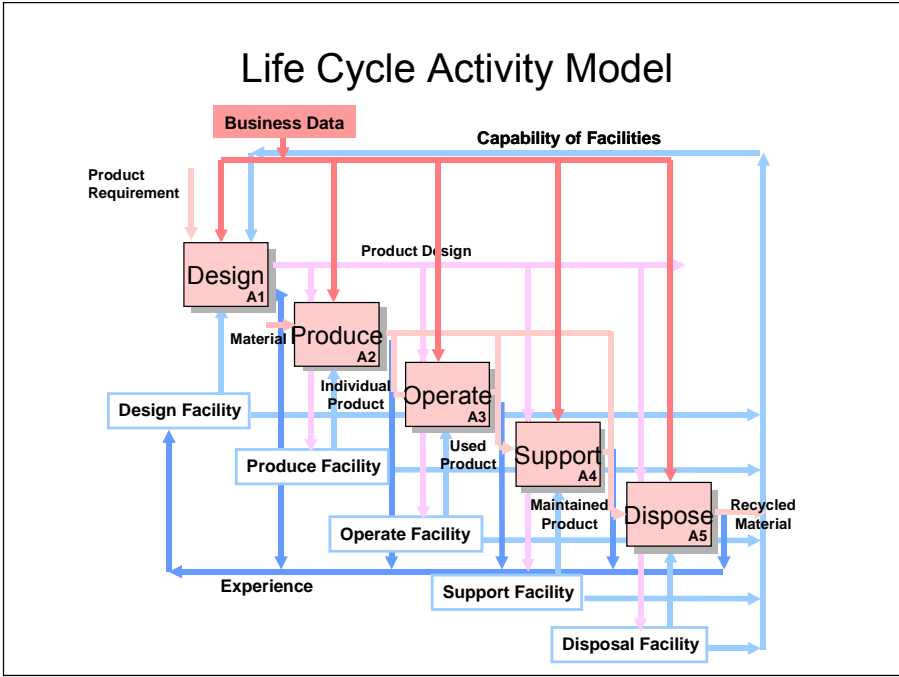 Life Cycle Activity Model
Business Data
Capability of Facilities
Product
Requirement
Product Design
Design
A1
Material
Produce
A2
Individual
Product
Operate
A3
Design Facility
Used
Product
Support
A4
Produce Facility
Maintained
Product
Dispose
A5
Recycled
Material
Operate Facility
Experience
Support Facility
Disposal Facility